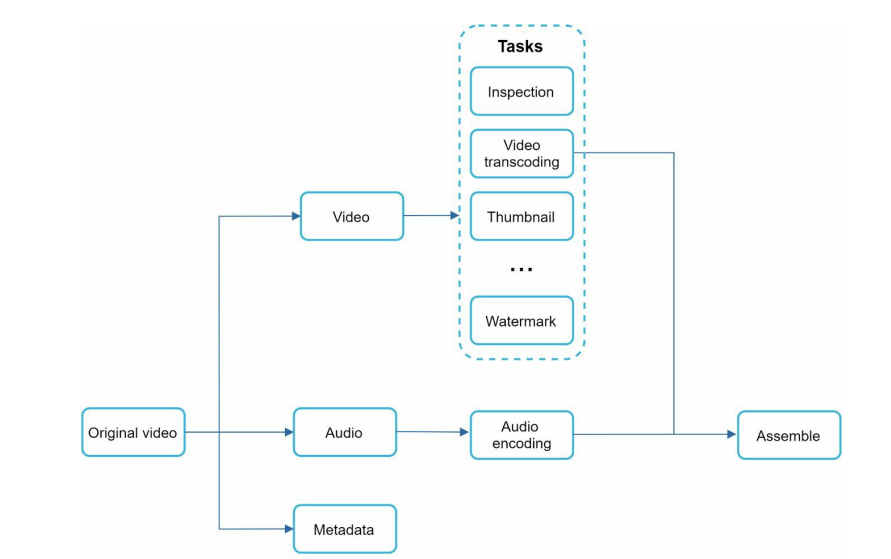 Tasks
Inspection
Video
transcoding
Video
Thumbnail
...
Watermark
Original video
Audio
Audio
encoding
Assemble
Metadata